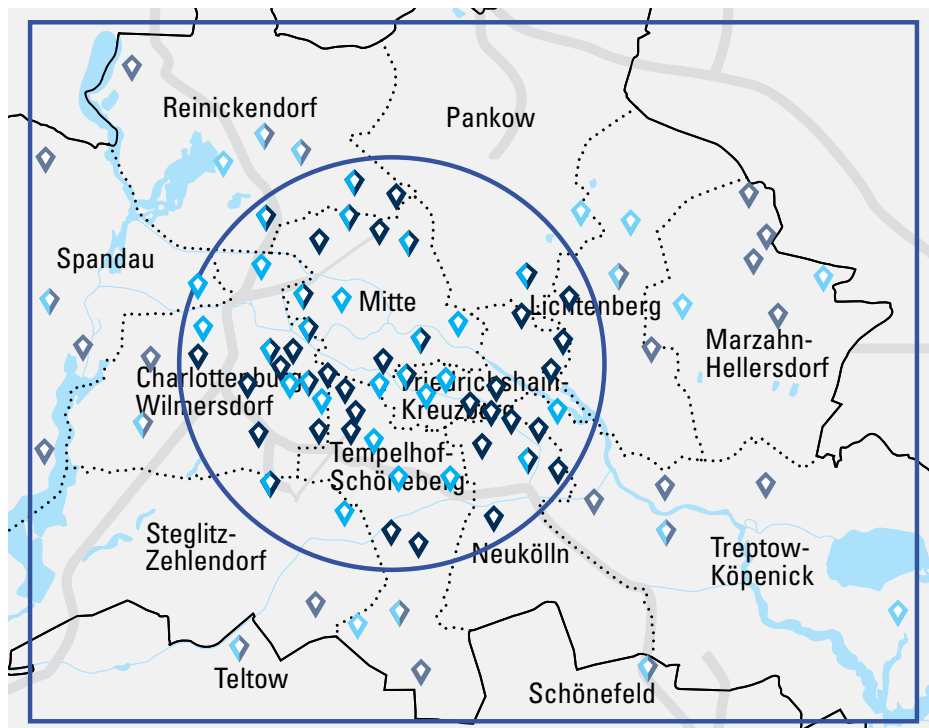 Reinickendorf
Pankow
Spandau
Mitte
Lichtenberg
Marzahn-
Hellersdorf
Charlottenburg
Wilmersdorf
Friedrichshain-
Kreuzberg
Tempelhof-
Schöneberg
Steglitz-
Zehlendorf
Neukölln
Treptow-
Köpenick
Teltow
Schönefeld